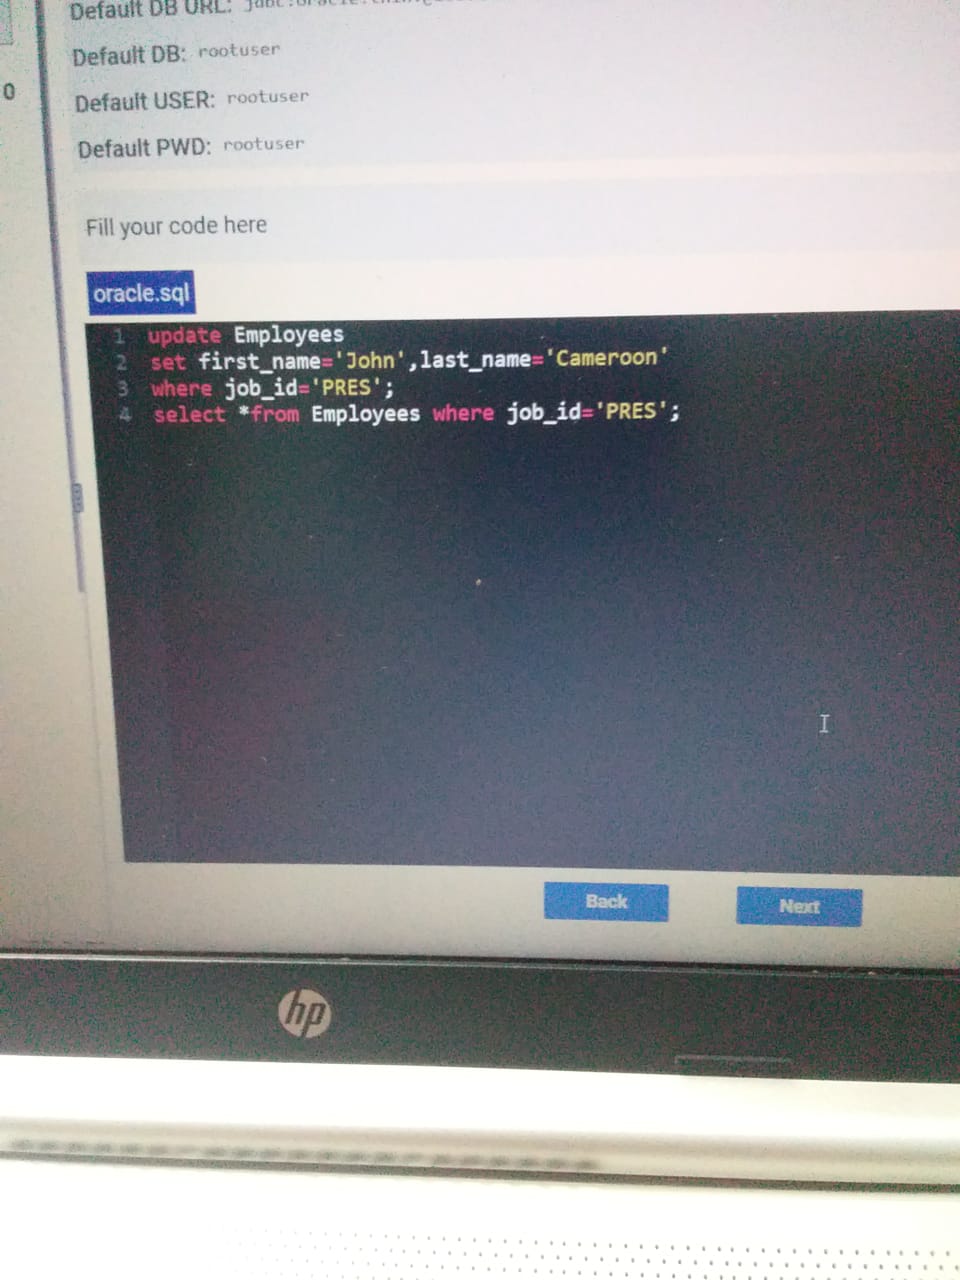 Default DB URL:
Default DB: rootuser
0
Default USER: rootuser
Default PWD: rootuser
Fill your code here
oracle.sql
1 update Employees
2 set first_name='John',last_name='Cameroon'
3 where job_id='PRES';
4 select *from Employees where job_id='PRES';
Back Next
hp